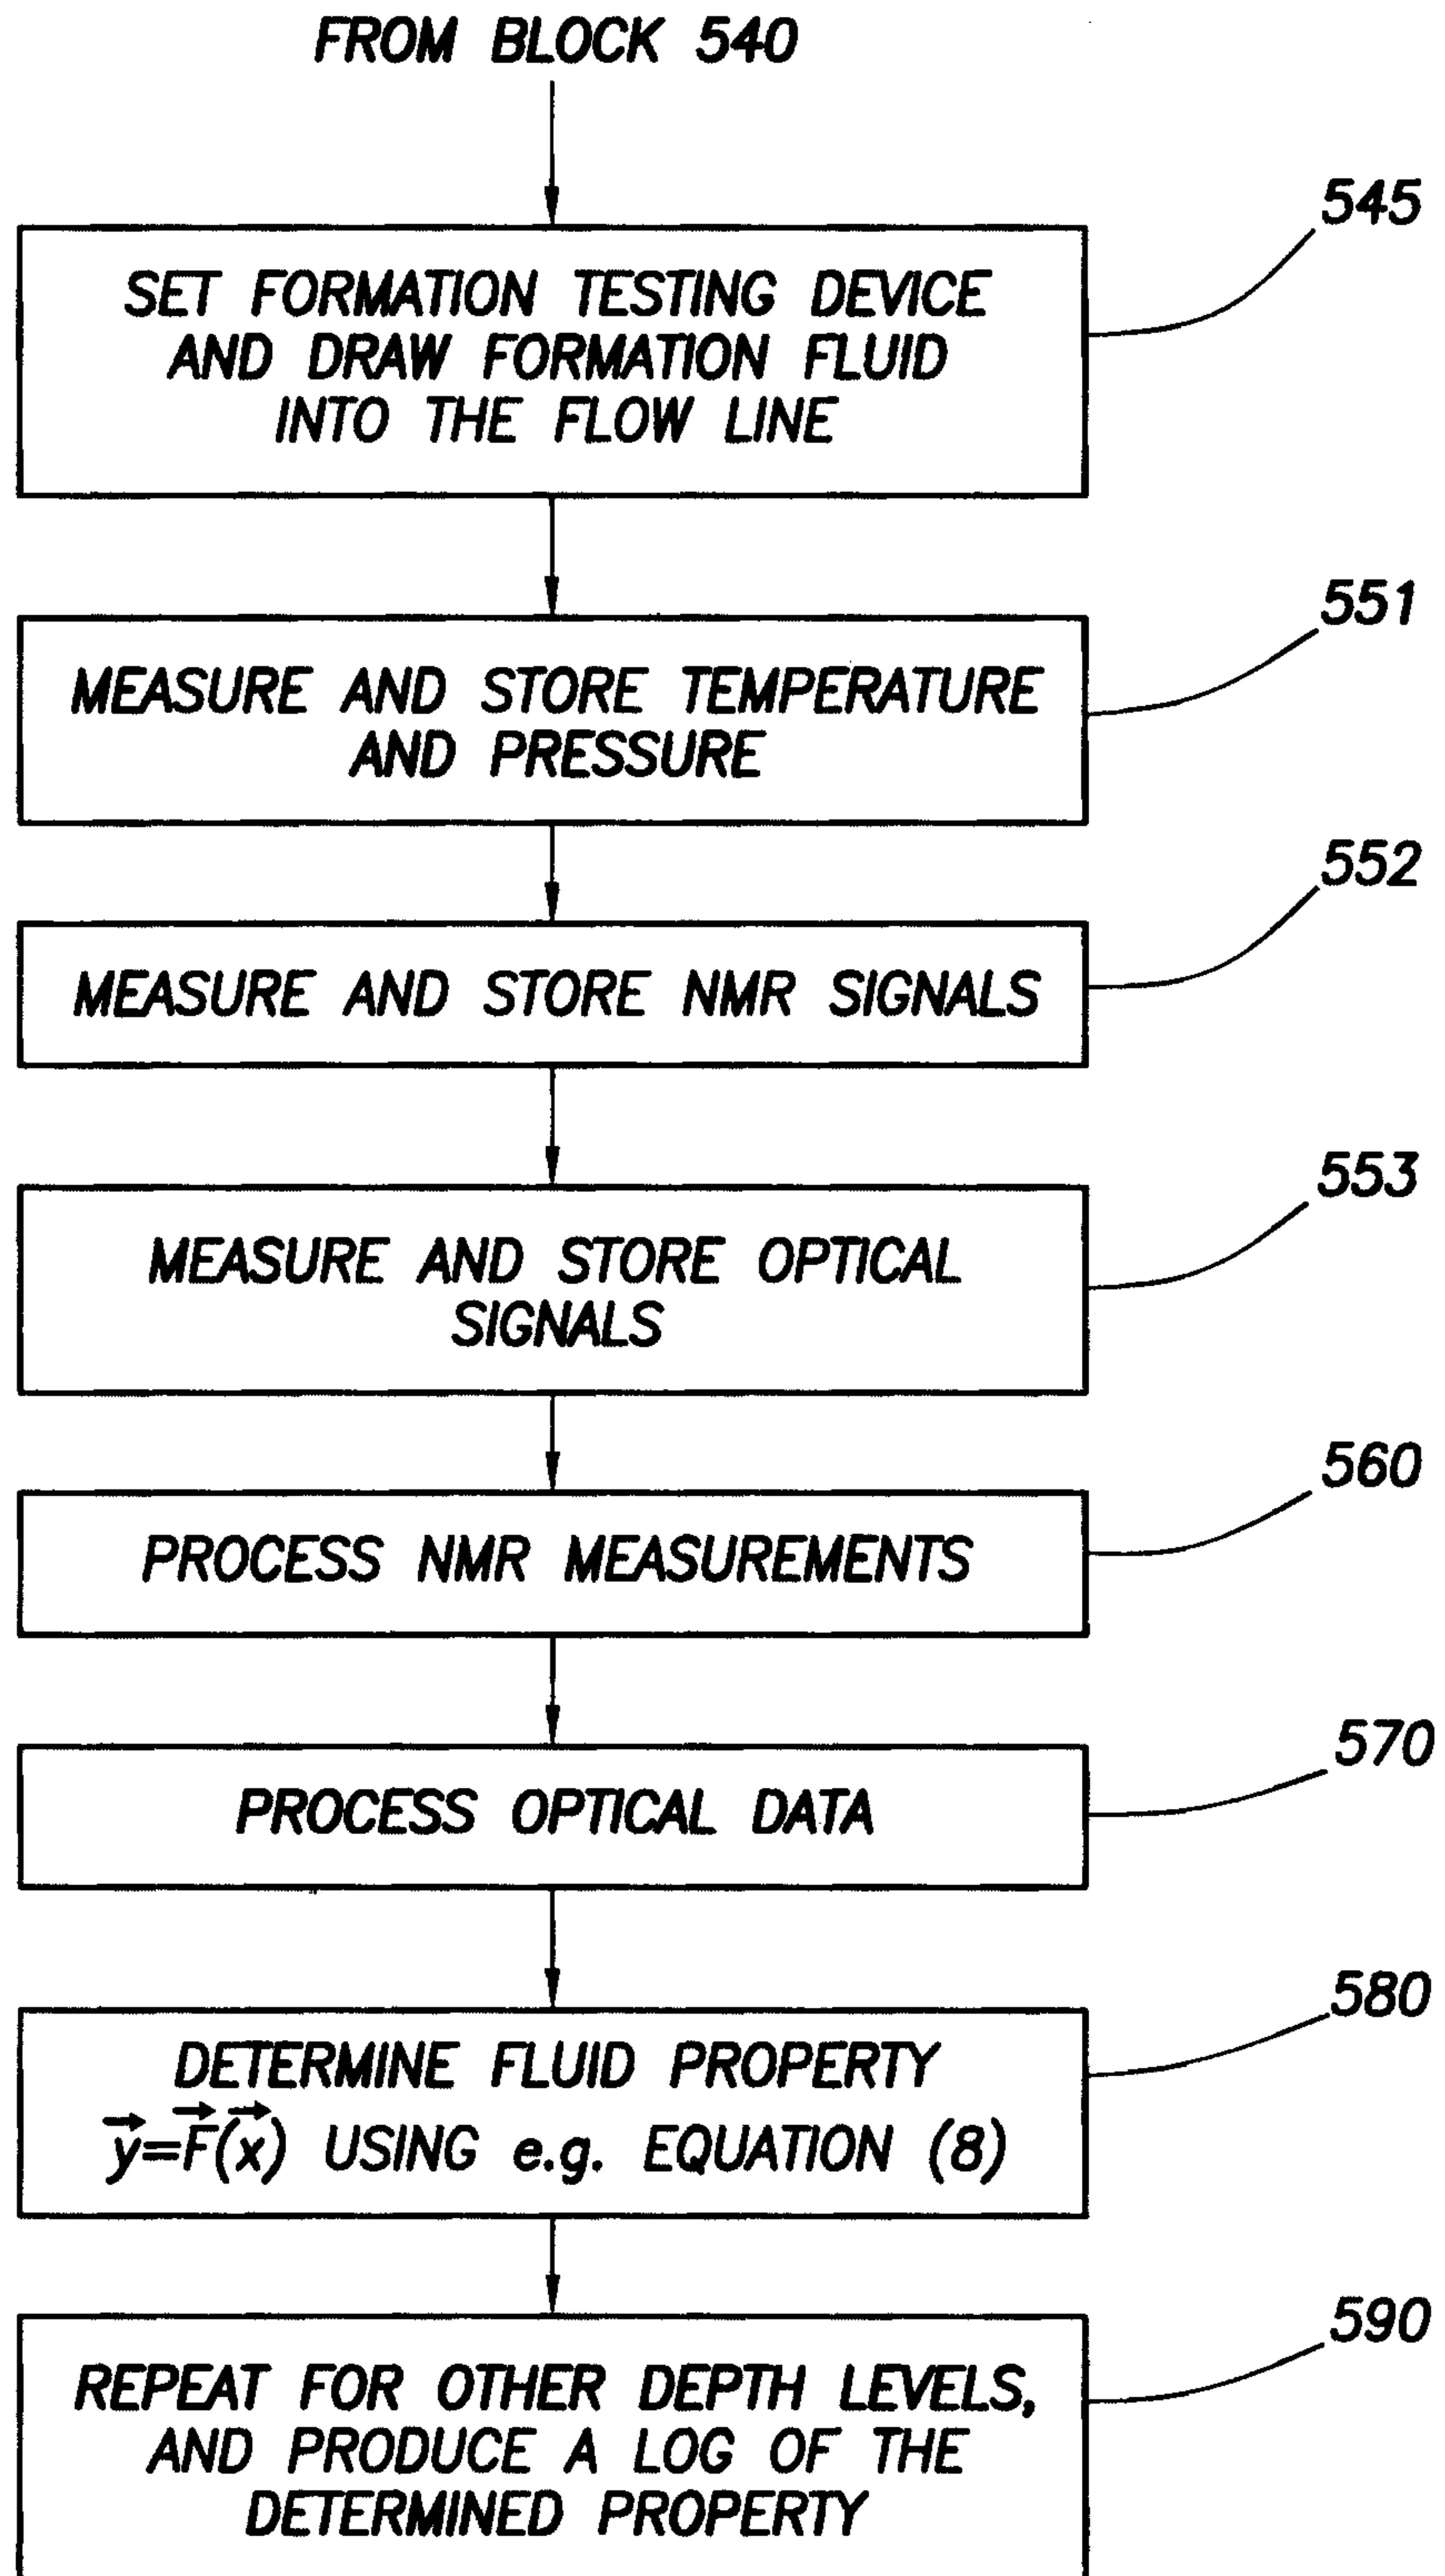 FROM BLOCK 540
545
SET FORMATION TESTING DEVICE
AND DRAW FORMATION FLUID
INTO THE FLOW LINE
551
MEASURE AND STORE TEMPERATURE
AND PRESSURE
552
MEASURE AND STORE NMR SIGNALS
553
MEASURE AND STORE OPTICAL
SIGNALS
560
PROCESS NMR MEASUREMENTS
570
PROCESS OPTICAL DATA
580
DETERMINE FLUID PROPERTY
y⃗=F⃗(x⃗) USING e.g. EQUATION (8)
590
REPEAT FOR OTHER DEPTH LEVELS,
AND PRODUCE A LOG OF THE
DETERMINED PROPERTY